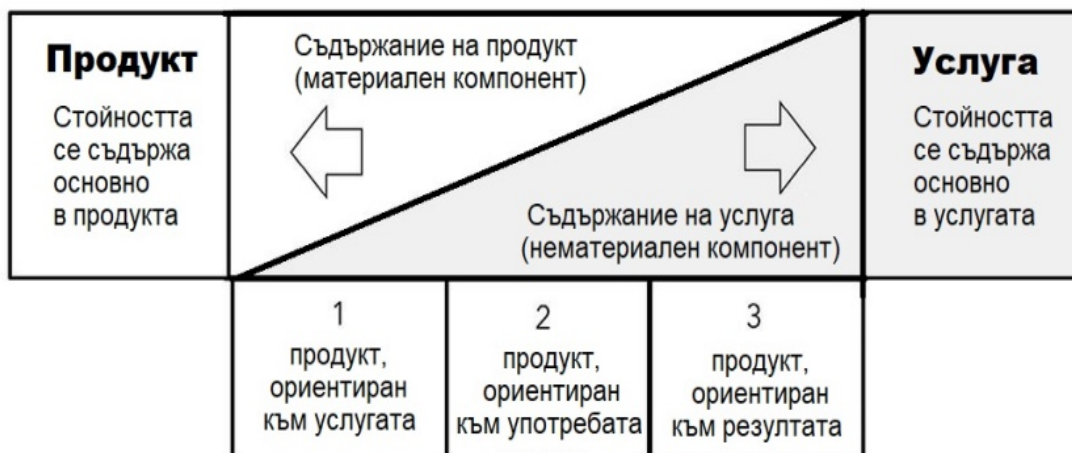 Продукт
Стойността
се съдържа
основно
в продукта
Съдържание на продукт
(материален компонент)
Съдържание на услуга
(нематериален компонент)
Услуга
Стойността
се съдържа
основно
в услугата
1
продукт,
ориентиран
към услугата
2
продукт,
ориентиран
към употребата
3
продукт,
ориентиран
към резултата